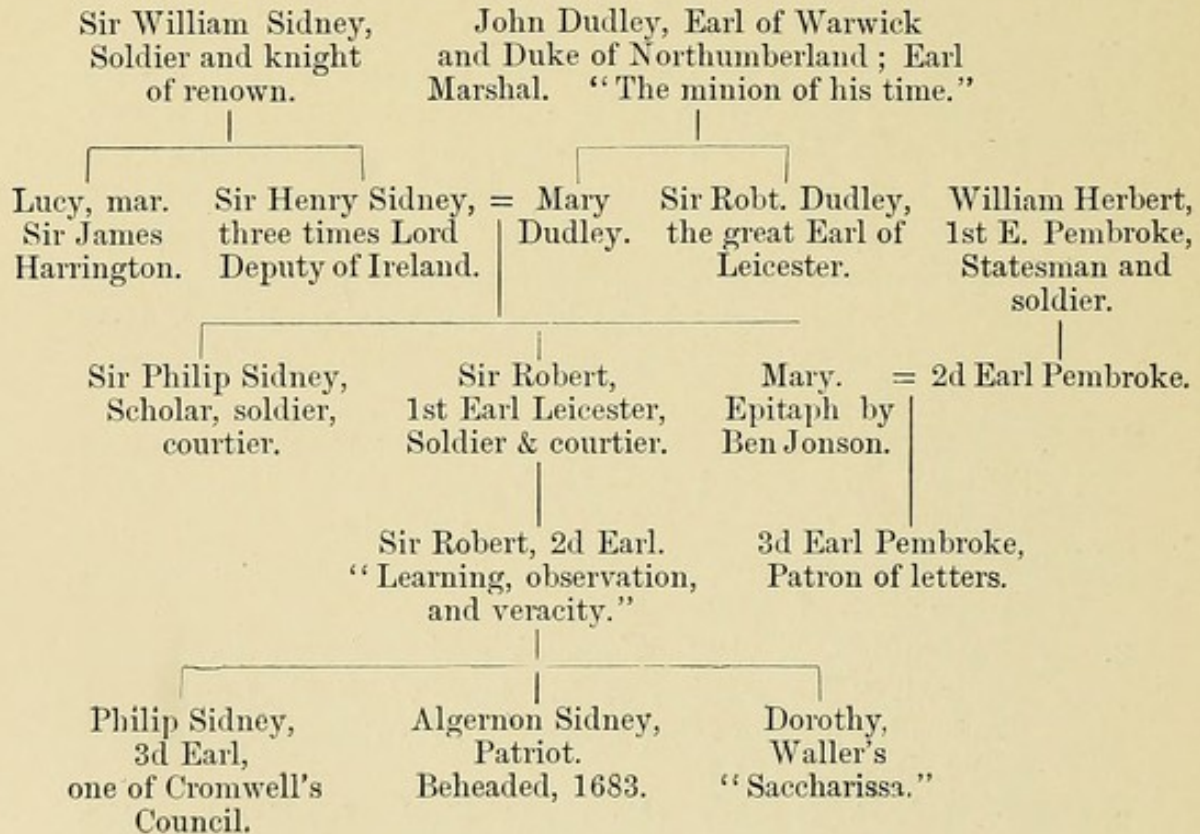 Sir William Sidney,
Soldier and knight
of renown.
John Dudley, Earl of Warwick
and Duke of Northumberland ; Earl
Marshal. “The minion of his time.”
Lucy, mar.
Sir James
Harrington.
Sir Henry Sidney,
three times Lord
Deputy of Ireland.
=
Mary
Dudley.
Sir Robt. Dudley,
the great Earl of
Leicester.
William Herbert,
1st E. Pembroke,
Statesman and
soldier.
Sir Philip Sidney,
Scholar, soldier,
courtier.
Sir Robert,
1st Earl Leicester,
Soldier & courtier.
Mary.
Epitaph by
Ben Jonson.
= 2d Earl Pembroke.
Sir Robert, 2d Earl.
“Learning, observation,
and veracity.”
3d Earl Pembroke,
Patron of letters.
Philip Sidney,
3d Earl,
one of Cromwell's
Council.
Algernon Sidney,
Patriot.
Beheaded, 1683.
Dorothy,
Waller's
“Saccharissa.”